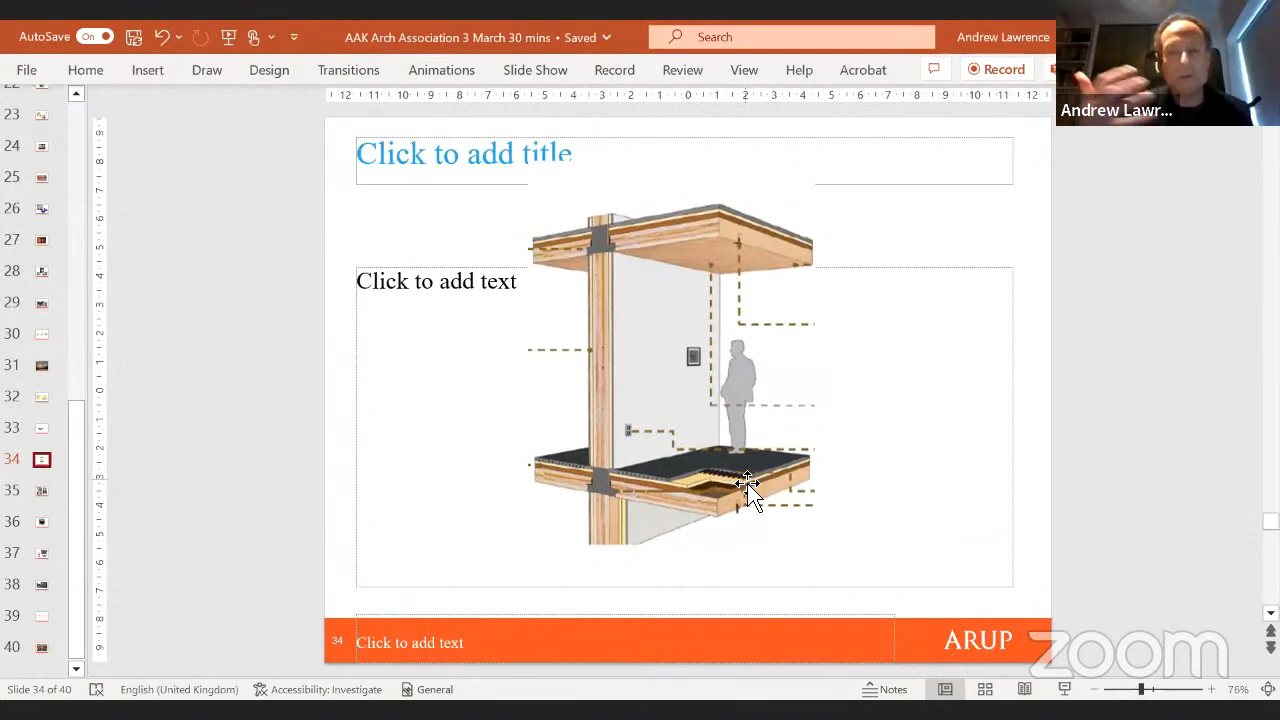 AutoSave On AAK Arch Association 3 March 30 mins • Saved Search Andrew Lawrence
File Home Insert Draw Design Transitions Animations Slide Show Record Review View Help Acrobat Record
Andrew Lawr...
12 11 10 9 8 7 6 5 4 3 2 1 0 1 2 3 4 5 6 7 8 9 10 11 12
23
24
25
26
27
28
29
30
31
32
33
34
35
36
37
38
39
40
Click to add title
Click to add text
34 Click to add text ARUP
zoom
Slide 34 of 40 English (United Kingdom) Accessibility: Investigate General Notes 76%